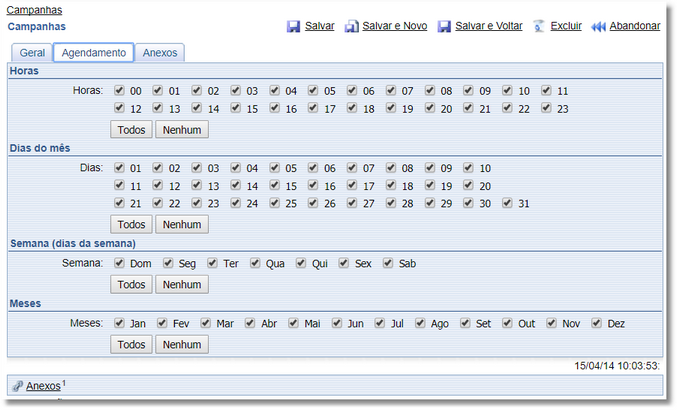 Campanhas
Campanhas Salvar Salvar e Novo Salvar e Voltar Excluir Abandonar
Geral Agendamento Anexos
Horas
Horas: 00 01 02 03 04 05 06 07 08 09 10 11
12 13 14 15 16 17 18 19 20 21 22 23
Todos Nenhum
Dias do mês
Dias: 01 02 03 04 05 06 07 08 09 10
11 12 13 14 15 16 17 18 19 20
21 22 23 24 25 26 27 28 29 30 31
Todos Nenhum
Semana (dias da semana)
Semana: Dom Seg Ter Qua Qui Sex Sab
Todos Nenhum
Meses
Meses: Jan Fev Mar Abr Mai Jun Jul Ago Set Out Nov Dez
Todos Nenhum
15/04/14 10:03:53:
Anexos 1